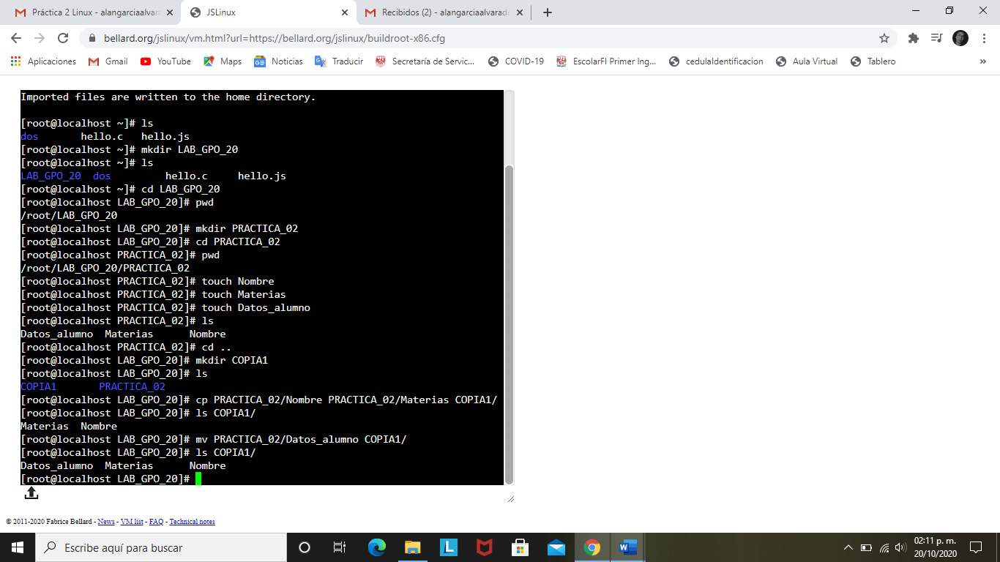 Práctica 2 Linux - alangarciaalvara
JSLinux
Recibidos (2) - alangarciaalvarado
bellard.org/jslinux/vm.html?url=https://bellard.org/jslinux/buildroot-x86.cfg
Aplicaciones Gmail YouTube Maps Noticias Traducir Secretaría de Servic... COVID-19 EscolarFI Primer Ing... cedulaIdentificacion Aula Virtual Tablero »
Imported files are written to the home directory.
[root@localhost ~]# ls
dos hello.c hello.js
[root@localhost ~]# mkdir LAB_GPO_20
[root@localhost ~]# ls
LAB_GPO_20 dos hello.c hello.js
[root@localhost ~]# cd LAB_GPO_20
[root@localhost LAB_GPO_20]# pwd
/root/LAB_GPO_20
[root@localhost LAB_GPO_20]# mkdir PRACTICA_02
[root@localhost LAB_GPO_20]# cd PRACTICA_02
[root@localhost PRACTICA_02]# pwd
/root/LAB_GPO_20/PRACTICA_02
[root@localhost PRACTICA_02]# touch Nombre
[root@localhost PRACTICA_02]# touch Materias
[root@localhost PRACTICA_02]# touch Datos_alumno
[root@localhost PRACTICA_02]# ls
Datos_alumno Materias Nombre
[root@localhost PRACTICA_02]# cd ..
[root@localhost LAB_GPO_20]# mkdir COPIA1
[root@localhost LAB_GPO_20]# ls
COPIA1 PRACTICA_02
[root@localhost LAB_GPO_20]# cp PRACTICA_02/Nombre PRACTICA_02/Materias COPIA1/
[root@localhost LAB_GPO_20]# ls COPIA1/
Materias Nombre
[root@localhost LAB_GPO_20]# mv PRACTICA_02/Datos_alumno COPIA1/
[root@localhost LAB_GPO_20]# ls COPIA1/
Datos_alumno Materias Nombre
[root@localhost LAB_GPO_20]#
© 2011-2020 Fabrice Bellard - News - VM list - FAQ - Technical notes
Escribe aquí para buscar
L
W
02:11 p. m.
20/10/2020